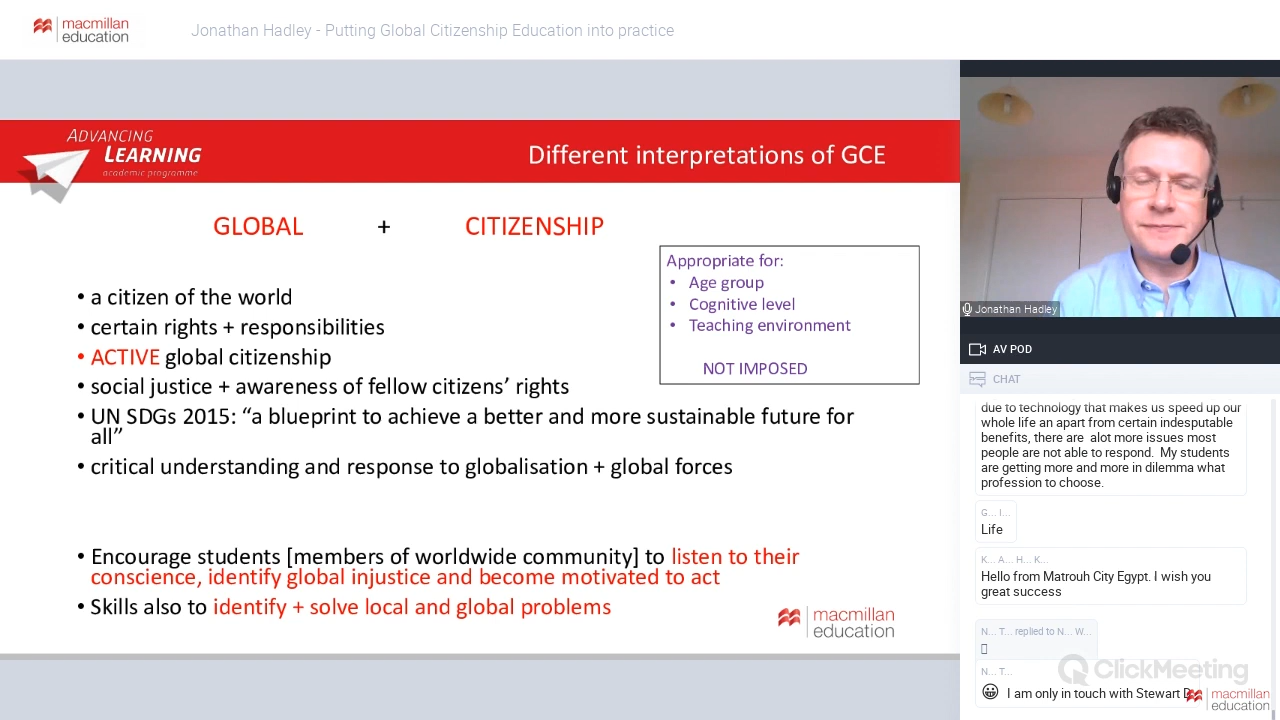 macmillan
education
Jonathan Hadley - Putting Global Citizenship Education into practice
ADVANCING
LEARNING
academic programme
Different interpretations of GCE
GLOBAL + CITIZENSHIP
Appropriate for:
• Age group
• Cognitive level
• Teaching environment
NOT IMPOSED
• a citizen of the world
• certain rights + responsibilities
• ACTIVE global citizenship
• social justice + awareness of fellow citizens’ rights
• UN SDGs 2015: “a blueprint to achieve a better and more sustainable future for
all”
• critical understanding and response to globalisation + global forces
• Encourage students [members of worldwide community] to listen to their
conscience, identify global injustice and become motivated to act
• Skills also to identify + solve local and global problems
macmillan
education
Jonathan Hadley
AV POD
CHAT
due to technology that makes us speed up our
whole life an apart from certain indesputable
benefits, there are alot more issues most
people are not able to respond. My students
are getting more and more in dilemma what
profession to choose.
G... I...
Life
K... A... H... K...
Hello from Matrouh City Egypt. I wish you
great success
N... T... replied to N... W...
N... T...
😀 I am only in touch with Stewart D
ClickMeeting
macmillan
education